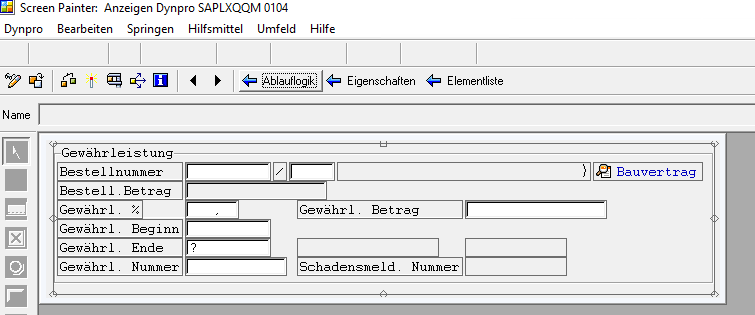 Screen Painter: Anzeigen Dynpro SAPLXQQM 0104
Dynpro Bearbeiten Springen Hilfsmittel Umfeld Hilfe
Ablauflogik Eigenschaften Elementliste
Name
Gewährleistung
Bestellnummer / ) Bauvertrag
Bestell.Betrag
Gewährl. % , Gewährl. Betrag
Gewährl. Beginn
Gewährl. Ende ?
Gewährl. Nummer Schadensmeld. Nummer